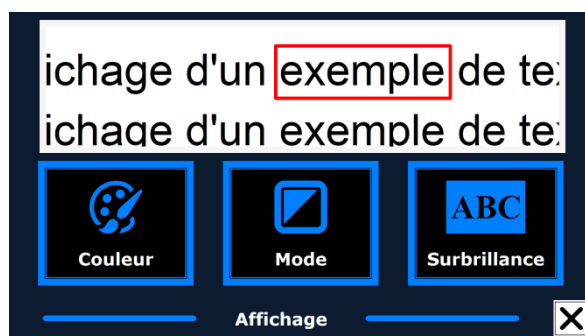 ichage d'un exemple de te
ichage d'un exemple de te
ABC
Couleur Mode Surbrillance
Affichage